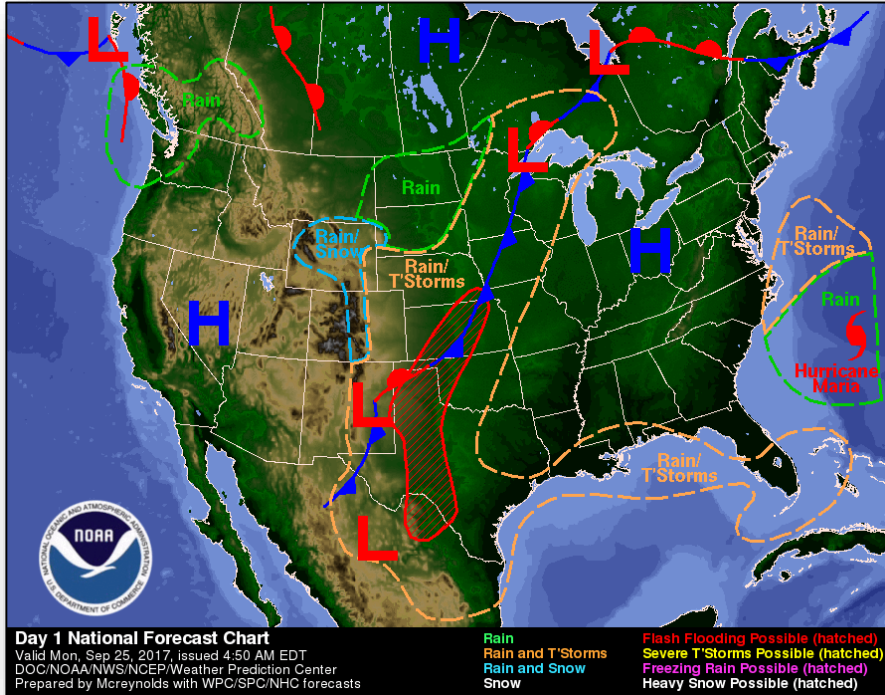 L
H
L
Rain
L
Rain
Rain/
Snow
Rain/
T'Storms
H
Rain/
T'Storms
Rain
H
Hurricane
Maria
L
Rain/
T'Storms
L
NATIONAL OCEANIC AND ATMOSPHERIC ADMINISTRATION
NOAA
U.S. DEPARTMENT OF COMMERCE
Day 1 National Forecast Chart
Valid Mon, Sep 25, 2017, issued 4:50 AM EDT
DOC/NOAA/NWS/NCEP/Weather Prediction Center
Prepared by Mcreynolds with WPC/SPC/NHC forecasts
Rain
Rain and T'Storms
Rain and Snow
Snow
Flash Flooding Possible (hatched)
Severe T'Storms Possible (hatched)
Freezing Rain Possible (hatched)
Heavy Snow Possible (hatched)